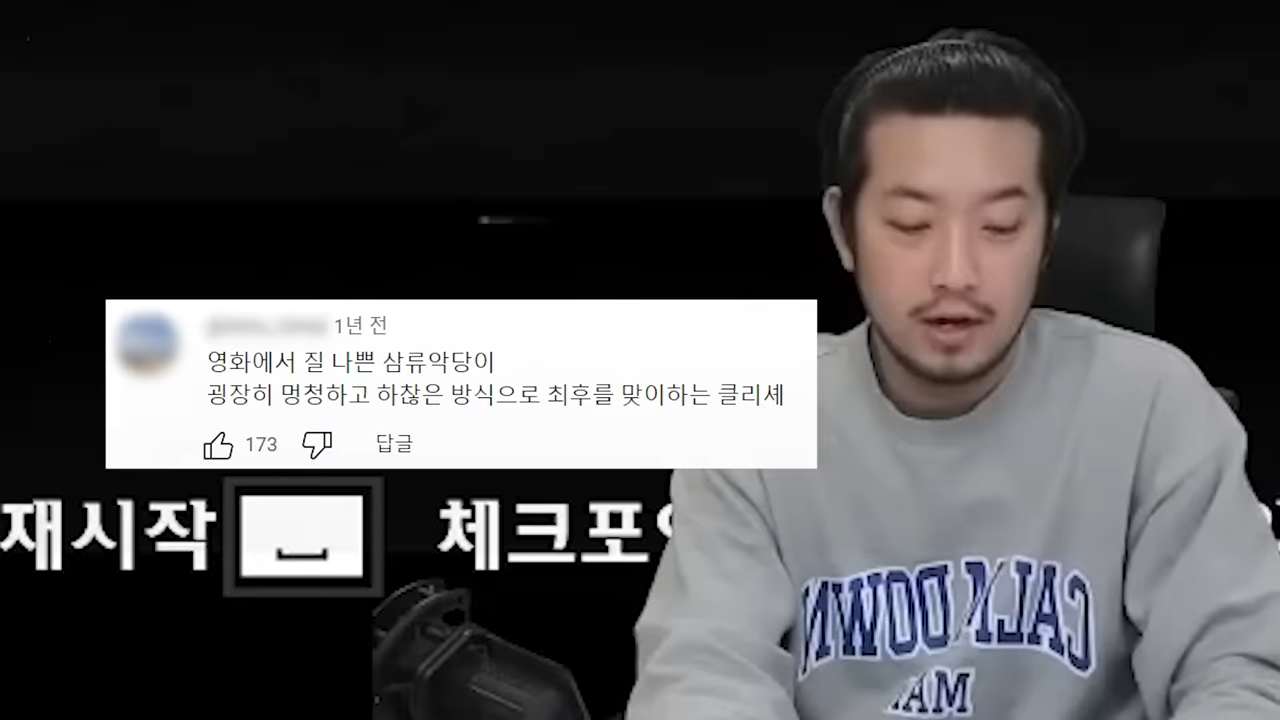 1년 전
영화에서 질 나쁜 삼류악당이
굉장히 멍청하고 하찮은 방식으로 최후를 맞이하는 클리셰
173 답글
재시작 체크포
CALM DOWN
MA